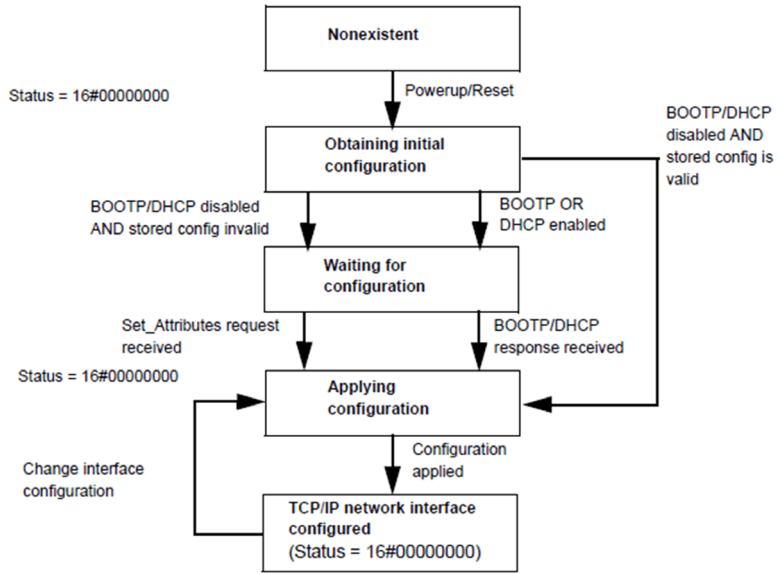 Nonexistent
Status = 16#00000000
Powerup/Reset
BOOTP/DHCP
disabled AND
stored config is
valid
Obtaining initial
configuration
BOOTP/DHCP disabled
AND stored config invalid
BOOTP OR
DHCP enabled
Waiting for
configuration
Set_Attributes request
received
BOOTP/DHCP
response received
Status = 16#00000000
Applying
configuration
Change interface
configuration
Configuration
applied
TCP/IP network interface
configured
(Status = 16#00000000)